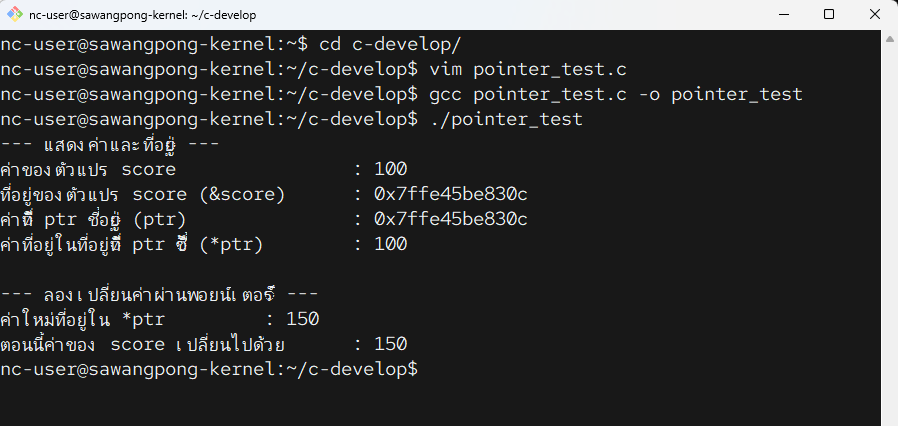 nc-user@sawangpong-kernel: ~/c-develop
nc-user@sawangpong-kernel:~$ cd c-develop/
nc-user@sawangpong-kernel:~/c-develop$ vim pointer_test.c
nc-user@sawangpong-kernel:~/c-develop$ gcc pointer_test.c -o pointer_test
nc-user@sawangpong-kernel:~/c-develop$ ./pointer_test
--- แสดงค่าและที่อยู่ ---
ค่าของตัวแปร score : 100
ที่อยู่ของตัวแปร score (&score) : 0x7ffe45be830c
ค่าที่ ptr ชี้อยู่ (ptr) : 0x7ffe45be830c
ค่าที่อยู่ในที่อยู่ที่ ptr ชี้ (*ptr) : 100
--- ลองเปลี่ยนค่าผ่านพอยน์เตอร์ ---
ค่าใหม่ที่อยู่ใน *ptr : 150
ตอนนี้ค่าของ score เปลี่ยนไปด้วย : 150
nc-user@sawangpong-kernel:~/c-develop$